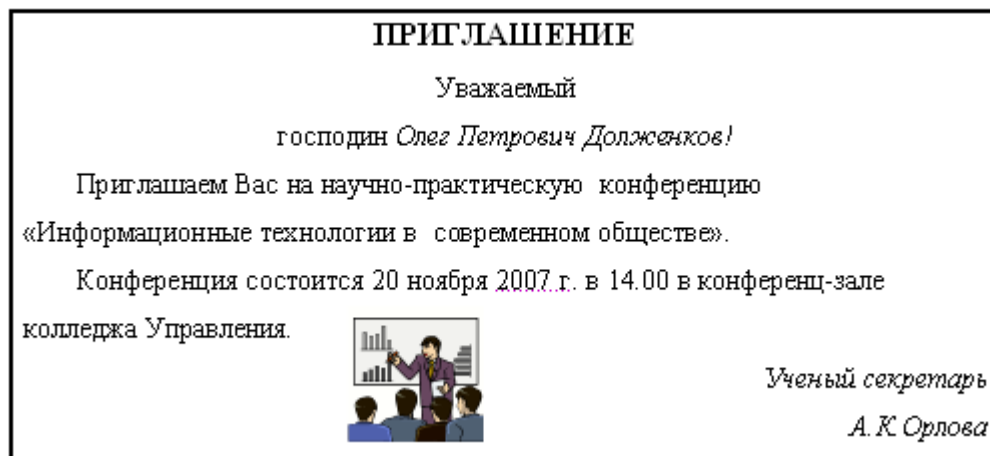 ПРИГЛАШЕНИЕ
Уважаемый
господин Олег Петрович Долженков!
Приглашаем Вас на научно-практическую конференцию
«Информационные технологии в современном обществе».
Конференция состоится 20 ноября 2007 г. в 14.00 в конференц-зале
колледжа Управления.
Ученый секретарь
А. К. Орлова